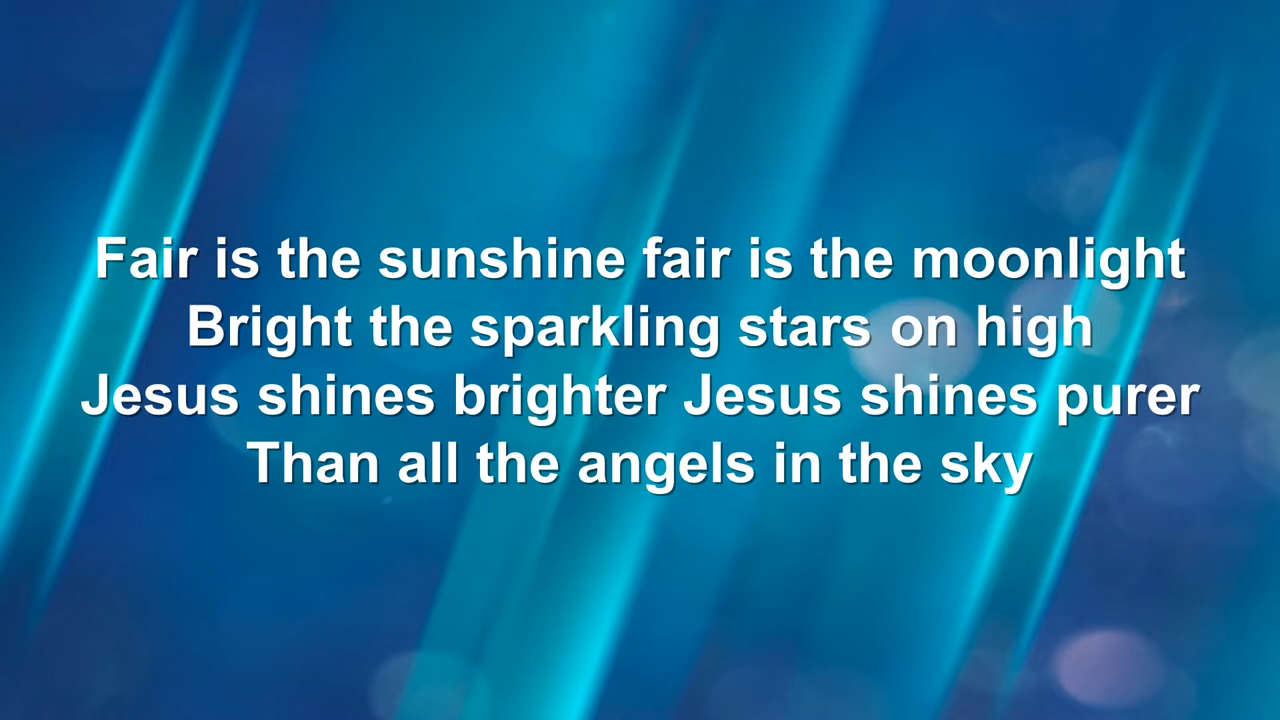 Fair is the sunshine fair is the moonlight
Bright the sparkling stars on high
Jesus shines brighter Jesus shines purer
Than all the angels in the sky